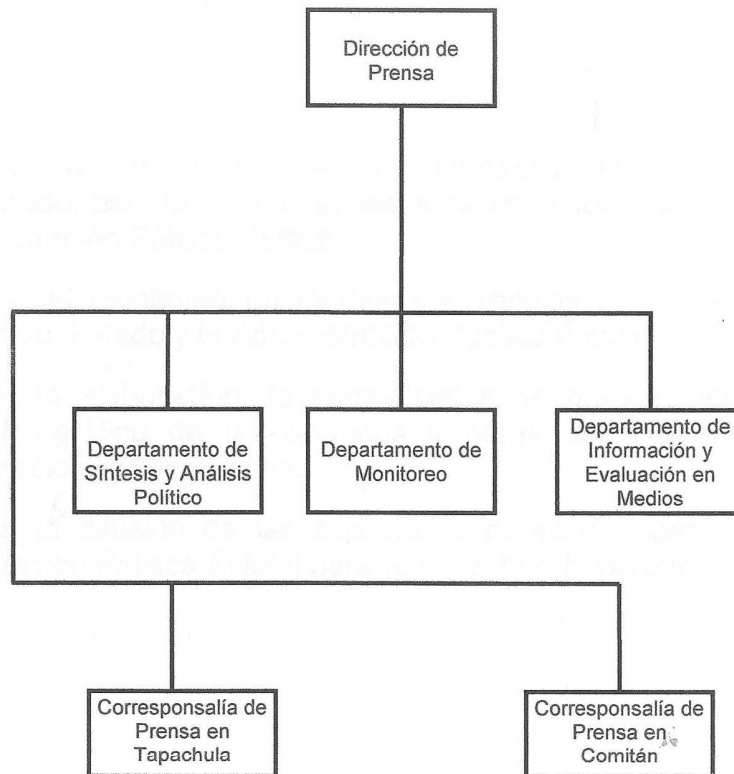 Dirección de
Prensa
Departamento de
Síntesis y Análisis
Político
Departamento de
Monitoreo
Departamento de
Información y
Evaluación en
Medios
Corresponsalía de
Prensa en
Tapachula
Corresponsalía de
Prensa en
Comitán